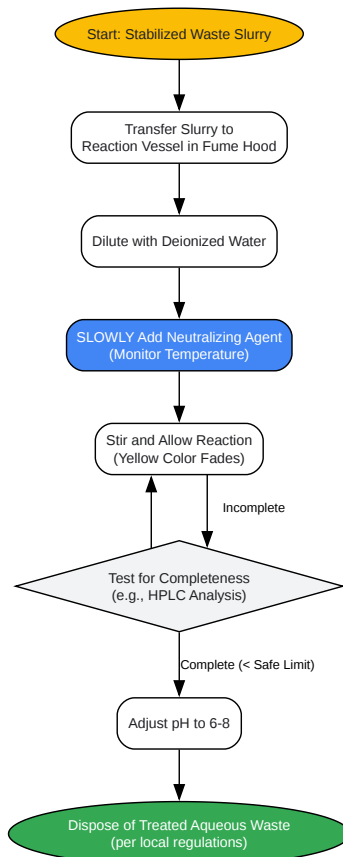 Start: Stabilized Waste Slurry
Transfer Slurry to
Reaction Vessel in Fume Hood
Dilute with Deionized Water
SLOWLY Add Neutralizing Agent
(Monitor Temperature)
Stir and Allow Reaction
(Yellow Color Fades)
Incomplete
Test for Completeness
(e.g., HPLC Analysis)
Complete (< Safe Limit)
Adjust pH to 6-8
Dispose of Treated Aqueous Waste
(per local regulations)